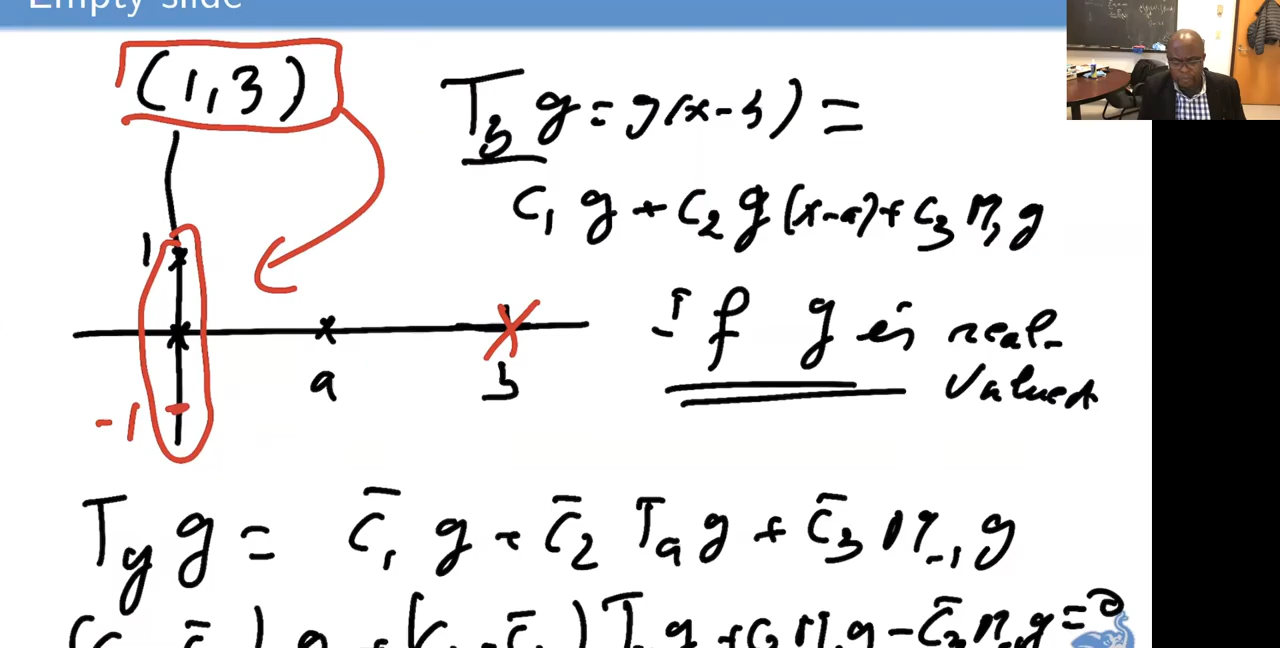 Empty slide
(1,3)
T_b g = g(x-b) =
c_1 g + c_2 g(x-a) + c_3 M_1 g
1
a
b
-1
If g is real-
valued
T_y g = c̄_1 g + c̄_2 T_a g + c̄_3 M_{-1} g